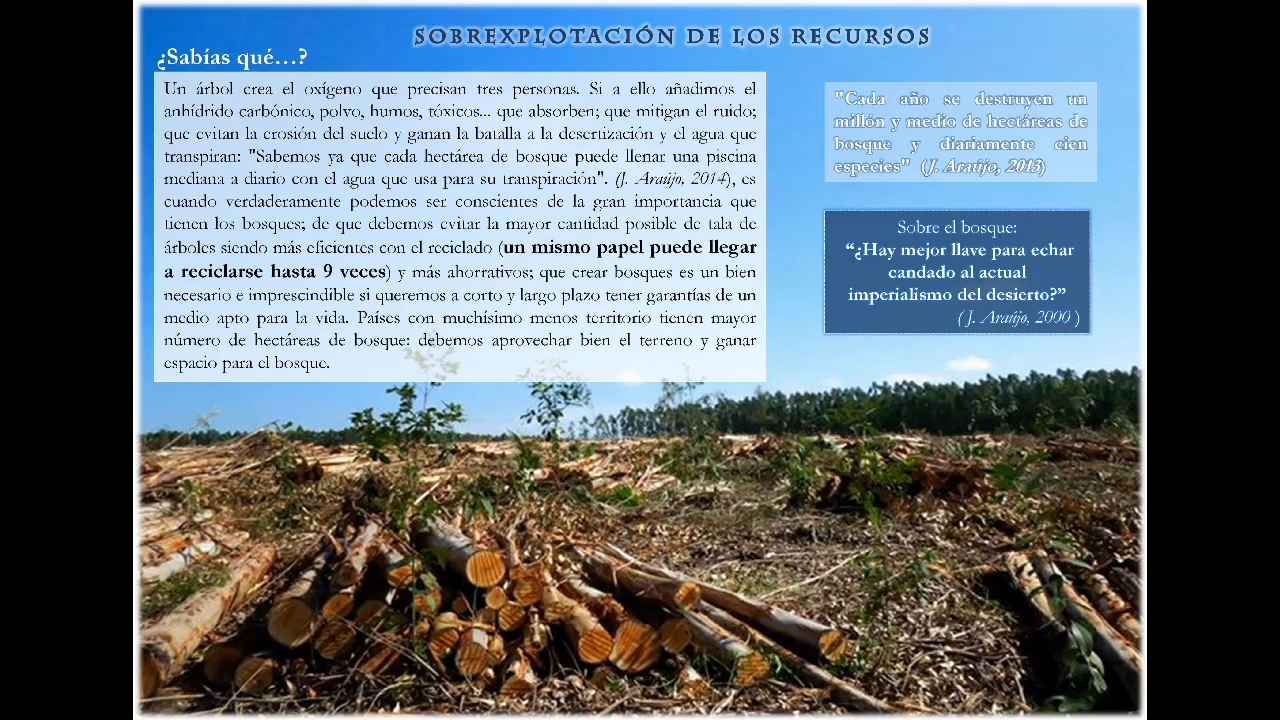 SOBREXPLOTACIÓN DE LOS RECURSOS
¿Sabías qué…?
Un árbol crea el oxígeno que precisan tres personas. Si a ello añadimos el
anhídrido carbónico, polvo, humos, tóxicos... que absorben; que mitigan el ruido;
que evitan la erosión del suelo y ganan la batalla a la desertización y el agua que
transpiran: "Sabemos ya que cada hectárea de bosque puede llenar una piscina
mediana a diario con el agua que usa para su transpiración". (J. Araújo, 2014), es
cuando verdaderamente podemos ser conscientes de la gran importancia que
tienen los bosques; de que debemos evitar la mayor cantidad posible de tala de
árboles siendo más eficientes con el reciclado (un mismo papel puede llegar
a reciclarse hasta 9 veces) y más ahorrativos; que crear bosques es un bien
necesario e imprescindible si queremos a corto y largo plazo tener garantías de un
medio apto para la vida. Países con muchísimo menos territorio tienen mayor
número de hectáreas de bosque: debemos aprovechar bien el terreno y ganar
espacio para el bosque.
"Cada año se destruyen un
millón y medio de hectáreas de
bosque y diariamente cien
especies" (J. Araújo, 2013)
Sobre el bosque:
“¿Hay mejor llave para echar
candado al actual
imperialismo del desierto?”
( J. Araújo, 2000 )